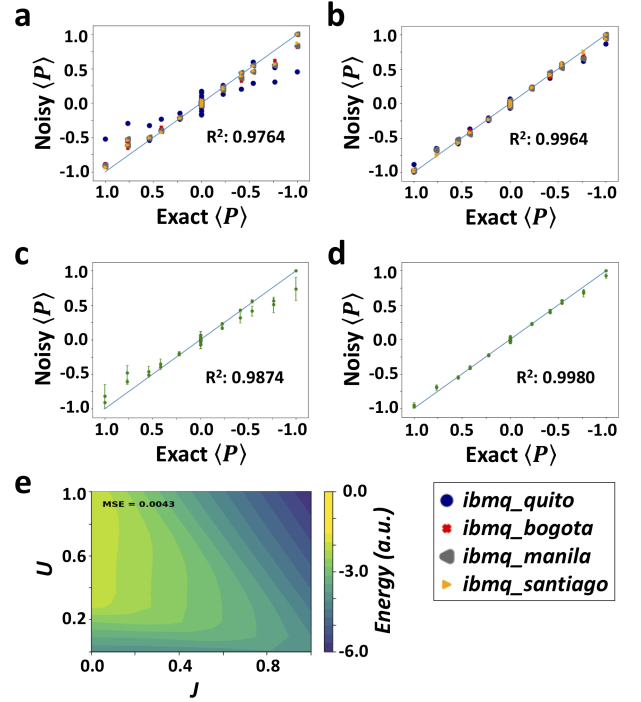 a
1.0
0.5
0.0
-0.5
-1.0
Noisy ⟨P⟩
R²: 0.9764
1.0 0.5 0.0 0.5 -1.0
Exact ⟨P⟩
b
1.0
0.5
0.0
-0.5
-1.0
Noisy ⟨P⟩
R²: 0.9964
1.0 0.5 0.0 -0.5 -1.0
Exact ⟨P⟩
c
1.0
0.5
0.0
-0.5
-1.0
Noisy ⟨P⟩
R²: 0.9874
1.0 0.5 0.0 -0.5 -1.0
Exact ⟨P⟩
d
1.0
0.5
0.0
-0.5
-1.0
Noisy ⟨P⟩
R²: 0.9980
1.0 0.5 0.0 -0.5 -1.0
Exact ⟨P⟩
e
MSE = 0.0043
1.0
0.6
0.2
U
0.0 0.4 0.8
J
0.0
-3.0
-6.0
Energy (a.u.)
ibmq_quito
ibmq_bogota
ibmq_manila
ibmq_santiago